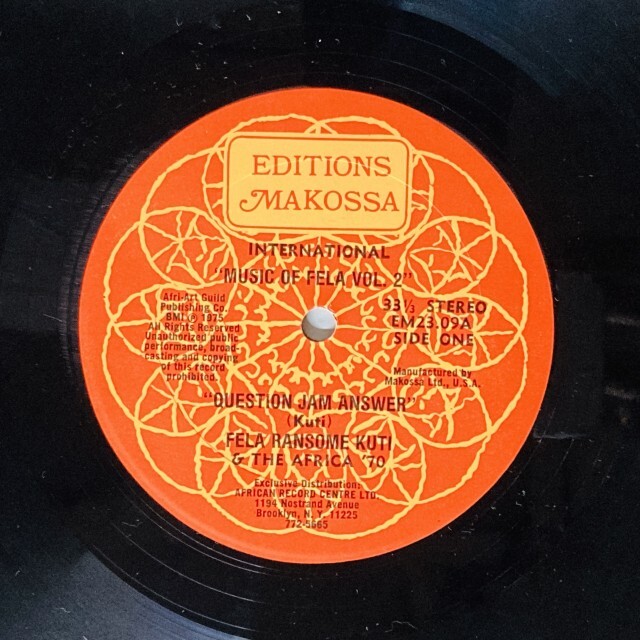 EDITIONS
MAKOSSA
INTERNATIONAL
"MUSIC OF FELA VOL. 2"
Afri-Art Guild
Publishing Co.
BMI ℗ 1975
All Rights Reserved
Unauthorized public
performance, broad-
casting and copying
of this record
prohibited.
33⅓ STEREO
EM23.09A
SIDE ONE
Manufactured by
Makossa Ltd., U.S.A.
"QUESTION JAM ANSWER"
(Kuti)
FELA RANSOME KUTI
& THE AFRICA '70
Exclusive Distribution:
AFRICAN RECORD CENTRE LTD.
1194 Nostrand Avenue
Brooklyn, N. Y. 11225
772-5665